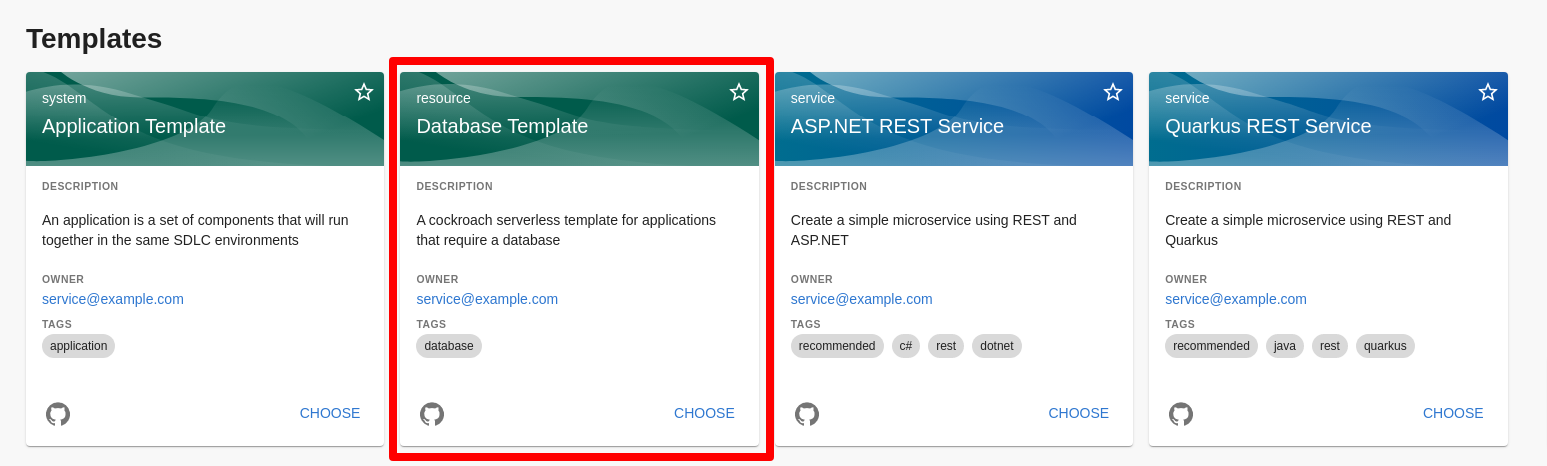 Templates
system
Application Template
DESCRIPTION
An application is a set of components that will run
together in the same SDLC environments
OWNER
service@example.com
TAGS
application
CHOOSE
resource
Database Template
DESCRIPTION
A cockroach serverless template for applications
that require a database
OWNER
service@example.com
TAGS
database
CHOOSE
service
ASP.NET REST Service
DESCRIPTION
Create a simple microservice using REST and
ASP.NET
OWNER
service@example.com
TAGS
recommended c# rest dotnet
CHOOSE
service
Quarkus REST Service
DESCRIPTION
Create a simple microservice using REST and
Quarkus
OWNER
service@example.com
TAGS
recommended java rest quarkus
CHOOSE